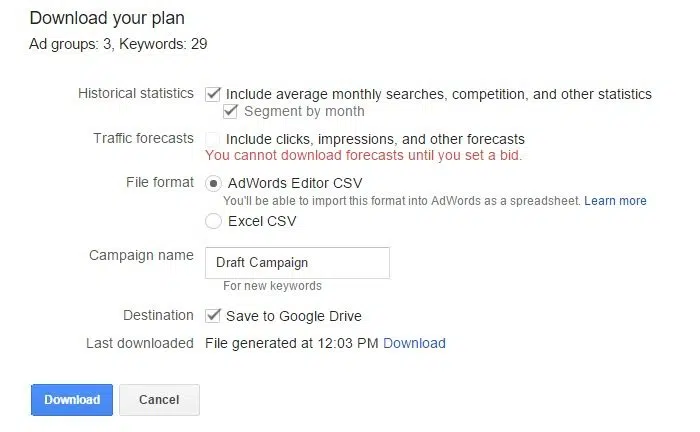 Download your plan
Ad groups: 3, Keywords: 29
Historical statistics Include average monthly searches, competition, and other statistics
Segment by month
Traffic forecasts Include clicks, impressions, and other forecasts
You cannot download forecasts until you set a bid.
File format AdWords Editor CSV
You'll be able to import this format into AdWords as a spreadsheet. Learn more
Excel CSV
Campaign name Draft Campaign
For new keywords
Destination Save to Google Drive
Last downloaded File generated at 12:03 PM Download
Download Cancel